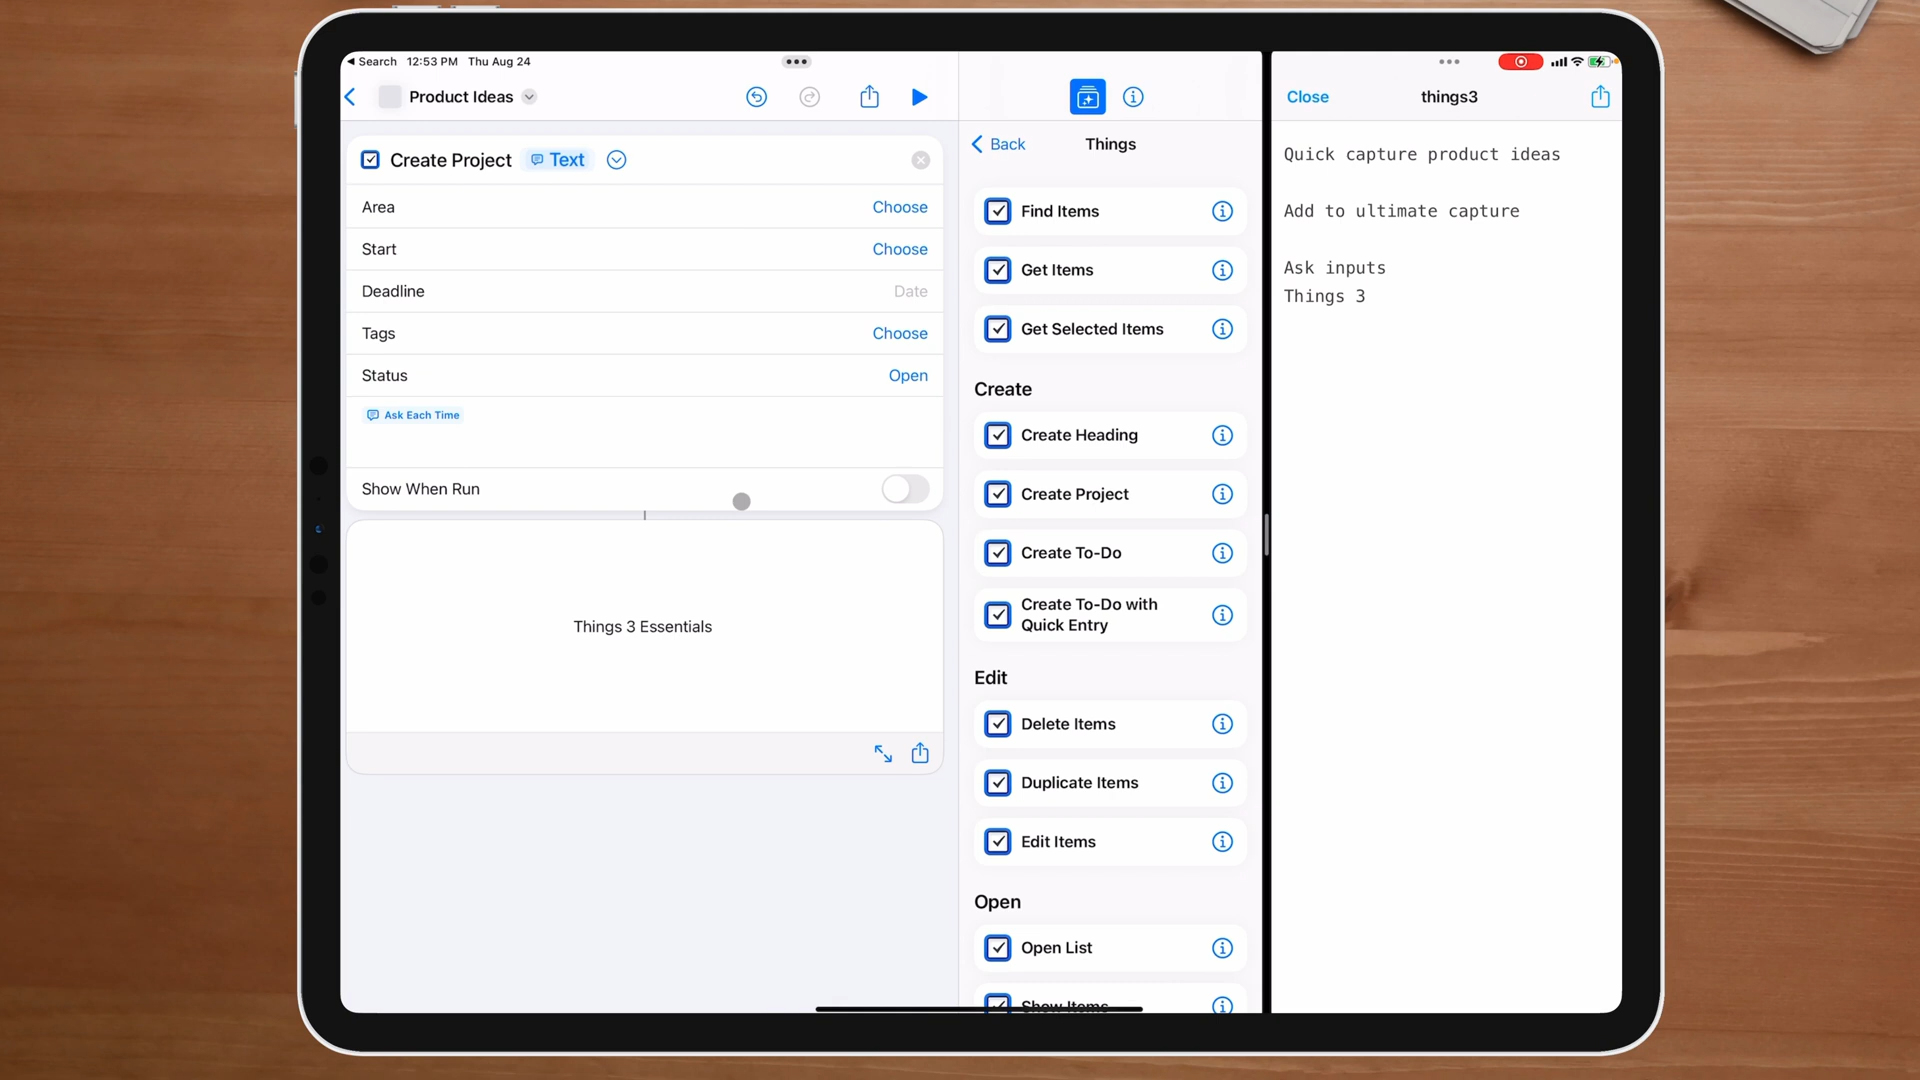 Search 12:53 PM Thu Aug 24
Product Ideas
Create Project Text
Area Choose
Start Choose
Deadline Date
Tags Choose
Status Open
Ask Each Time
Show When Run
Things 3 Essentials
Back Things
Find Items
Get Items
Get Selected Items
Create
Create Heading
Create Project
Create To-Do
Create To-Do with
Quick Entry
Edit
Delete Items
Duplicate Items
Edit Items
Open
Open List
Show Items
Close things3
Quick capture product ideas
Add to ultimate capture
Ask inputs
Things 3